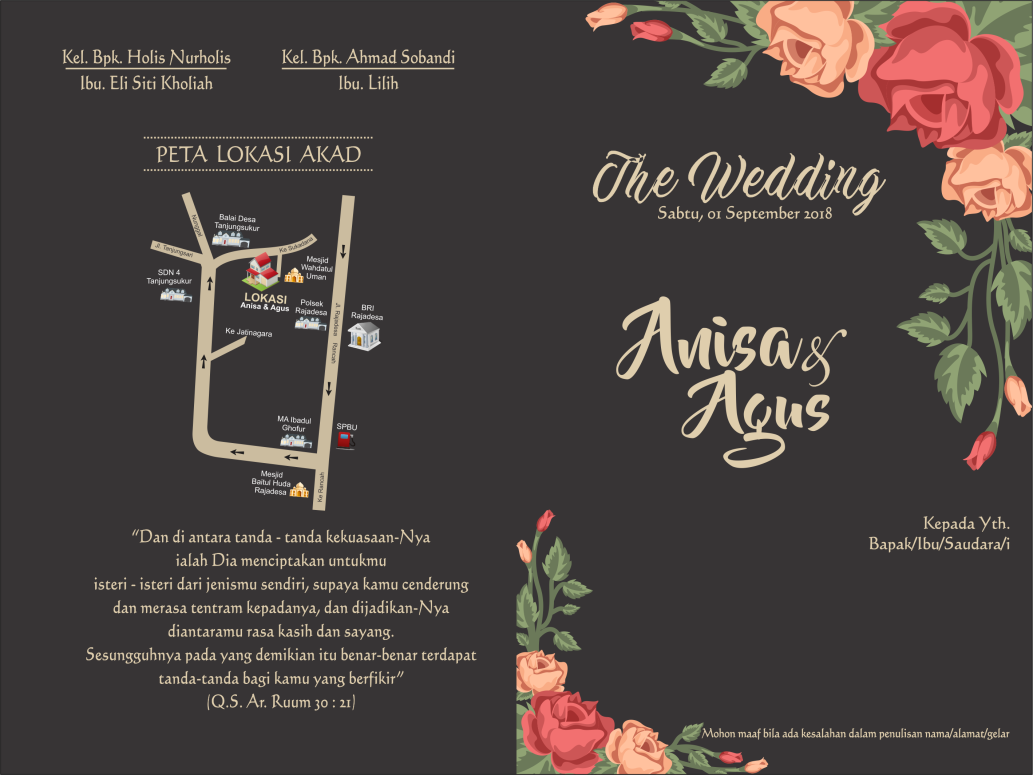 Kel. Bpk. Holis Nurholis
Ibu. Eli Siti Kholiah
Kel. Bpk. Ahmad Sobandi
Ibu. Lilih
PETA LOKASI AKAD
Nunggal
Balai Desa
Tanjungsukur
Jl. Tanjungsari
Ke Sukadana
SDN 4
Tanjungsukur
Mesjid
Wahdatul
Uman
LOKASI
Anisa & Agus
Polsek
Rajadesa
Jl. Rajadesa Rancah
BRI
Rajadesa
Ke Jatinagara
MA Ibadul
Ghofur
SPBU
Mesjid
Baitul Huda
Rajadesa
Ke Rancah
“Dan di antara tanda - tanda kekuasaan-Nya
ialah Dia menciptakan untukmu
isteri - isteri dari jenismu sendiri, supaya kamu cenderung
dan merasa tentram kepadanya, dan dijadikan-Nya
diantaramu rasa kasih dan sayang.
Sesungguhnya pada yang demikian itu benar-benar terdapat
tanda-tanda bagi kamu yang berfikir”
(Q.S. Ar. Ruum 30 : 21)
The Wedding
Sabtu, 01 September 2018
Anisa &
Agus
Kepada Yth.
Bapak/Ibu/Saudara/i
Mohon maaf bila ada kesalahan dalam penulisan nama/alamat/gelar